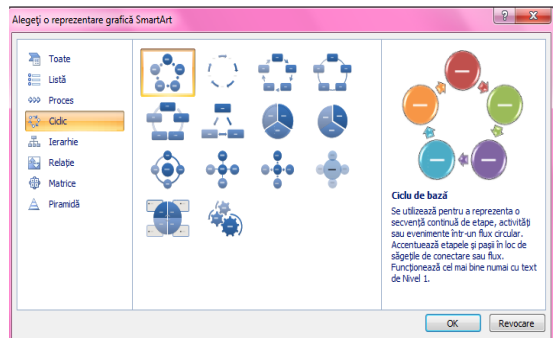 Alegeți o reprezentare grafică SmartArt
Toate
Listă
Proces
Ciclic
Ierarhie
Relație
Matrice
Piramidă
Ciclu de bază
Se utilizează pentru a reprezenta o
secvență continuă de etape, activități
sau evenimente într-un flux circular.
Accentuează etapele și pașii în loc de
săgețile de conectare sau flux.
Funcționează cel mai bine numai cu text
de Nivel 1.
OK
Revocare